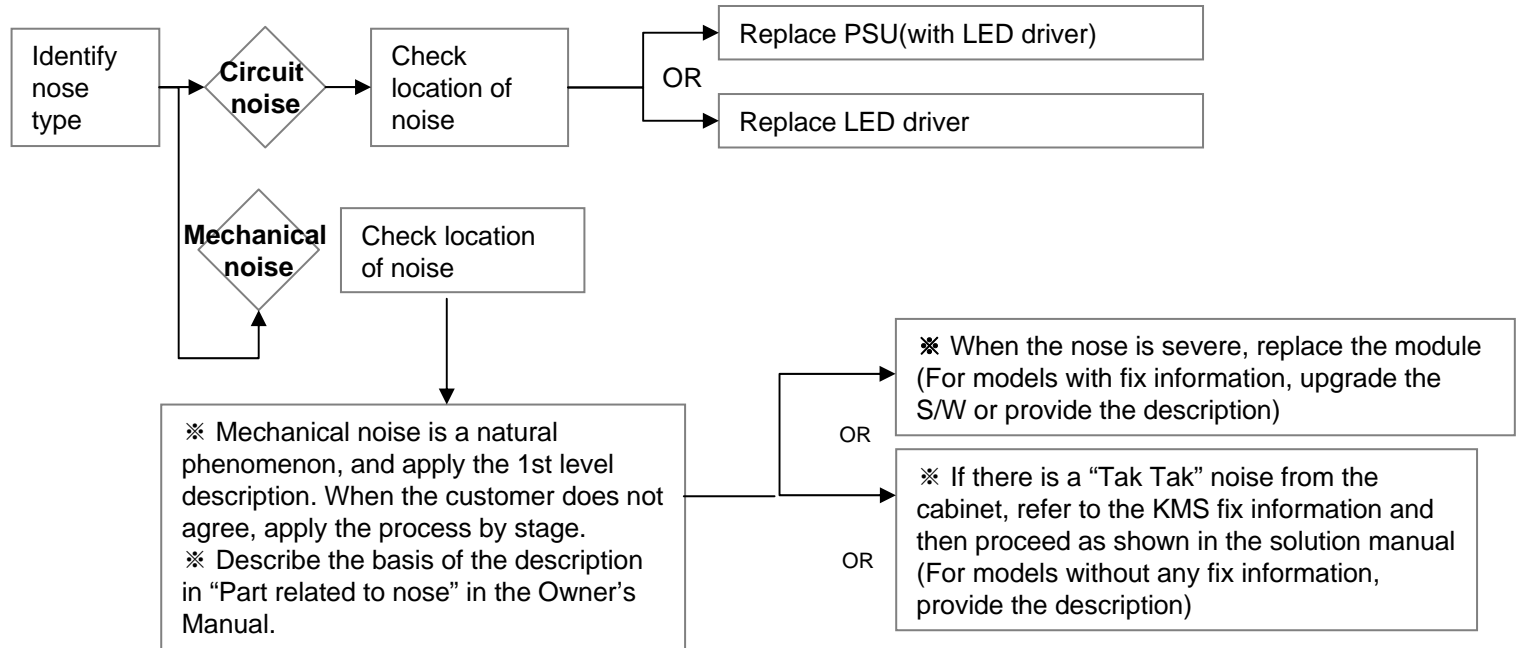 Identify
nose
type
Circuit
noise
Check
location of
noise
Replace PSU(with LED driver)
OR
Replace LED driver
Mechanical
noise
Check location
of noise
※ Mechanical noise is a natural
phenomenon, and apply the 1st level
description. When the customer does not
agree, apply the process by stage.
※ Describe the basis of the description
in “Part related to nose” in the Owner’s
Manual.
※ When the nose is severe, replace the module
(For models with fix information, upgrade the
S/W or provide the description)
OR
※ If there is a “Tak Tak” noise from the
cabinet, refer to the KMS fix information and
then proceed as shown in the solution manual
(For models without any fix information,
provide the description)
OR